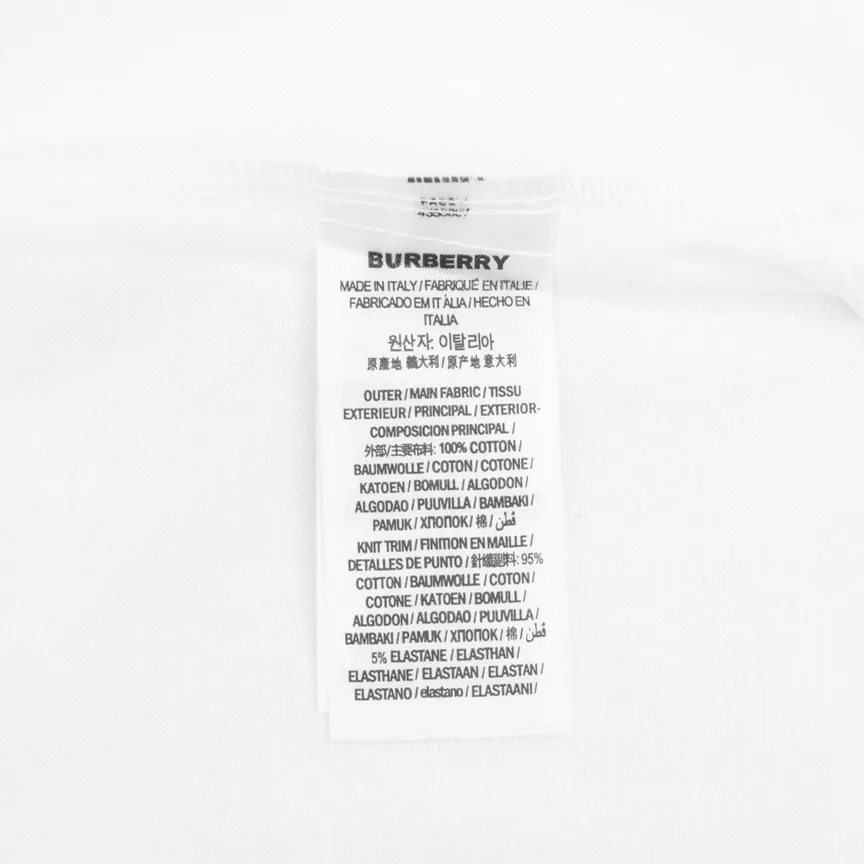 BURBERRY
MADE IN ITALY / FABRIQUÉ EN ITALIE /
FABRICADO EM ITÁLIA / HECHO EN
ITALIA
원산자: 이탈리아
原產地 義大利 / 原产地 意大利
OUTER / MAIN FABRIC / TISSU
EXTERIEUR / PRINCIPAL / EXTERIOR-
COMPOSICION PRINCIPAL /
外部/主要布料: 100% COTTON /
BAUMWOLLE / COTON / COTONE /
KATOEN / BOMULL / ALGODON /
ALGODAO / PUUVILLA / BAMBAKI /
PAMUK / ХΠΟΠΟΚ / 棉 / قطن /
KNIT TRIM / FINITION EN MAILLE /
DETALLES DE PUNTO / 針織副料: 95%
COTTON / BAUMWOLLE / COTON /
COTONE / KATOEN / BOMULL /
ALGODON / ALGODAO / PUUVILLA /
BAMBAKI / PAMUK / ХΠΟΠΟΚ / 棉 / قطن
5% ELASTANE / ELASTHAN /
ELASTHANE / ELASTAAN / ELASTAN /
ELASTANO / elastano / ELASTAANI /